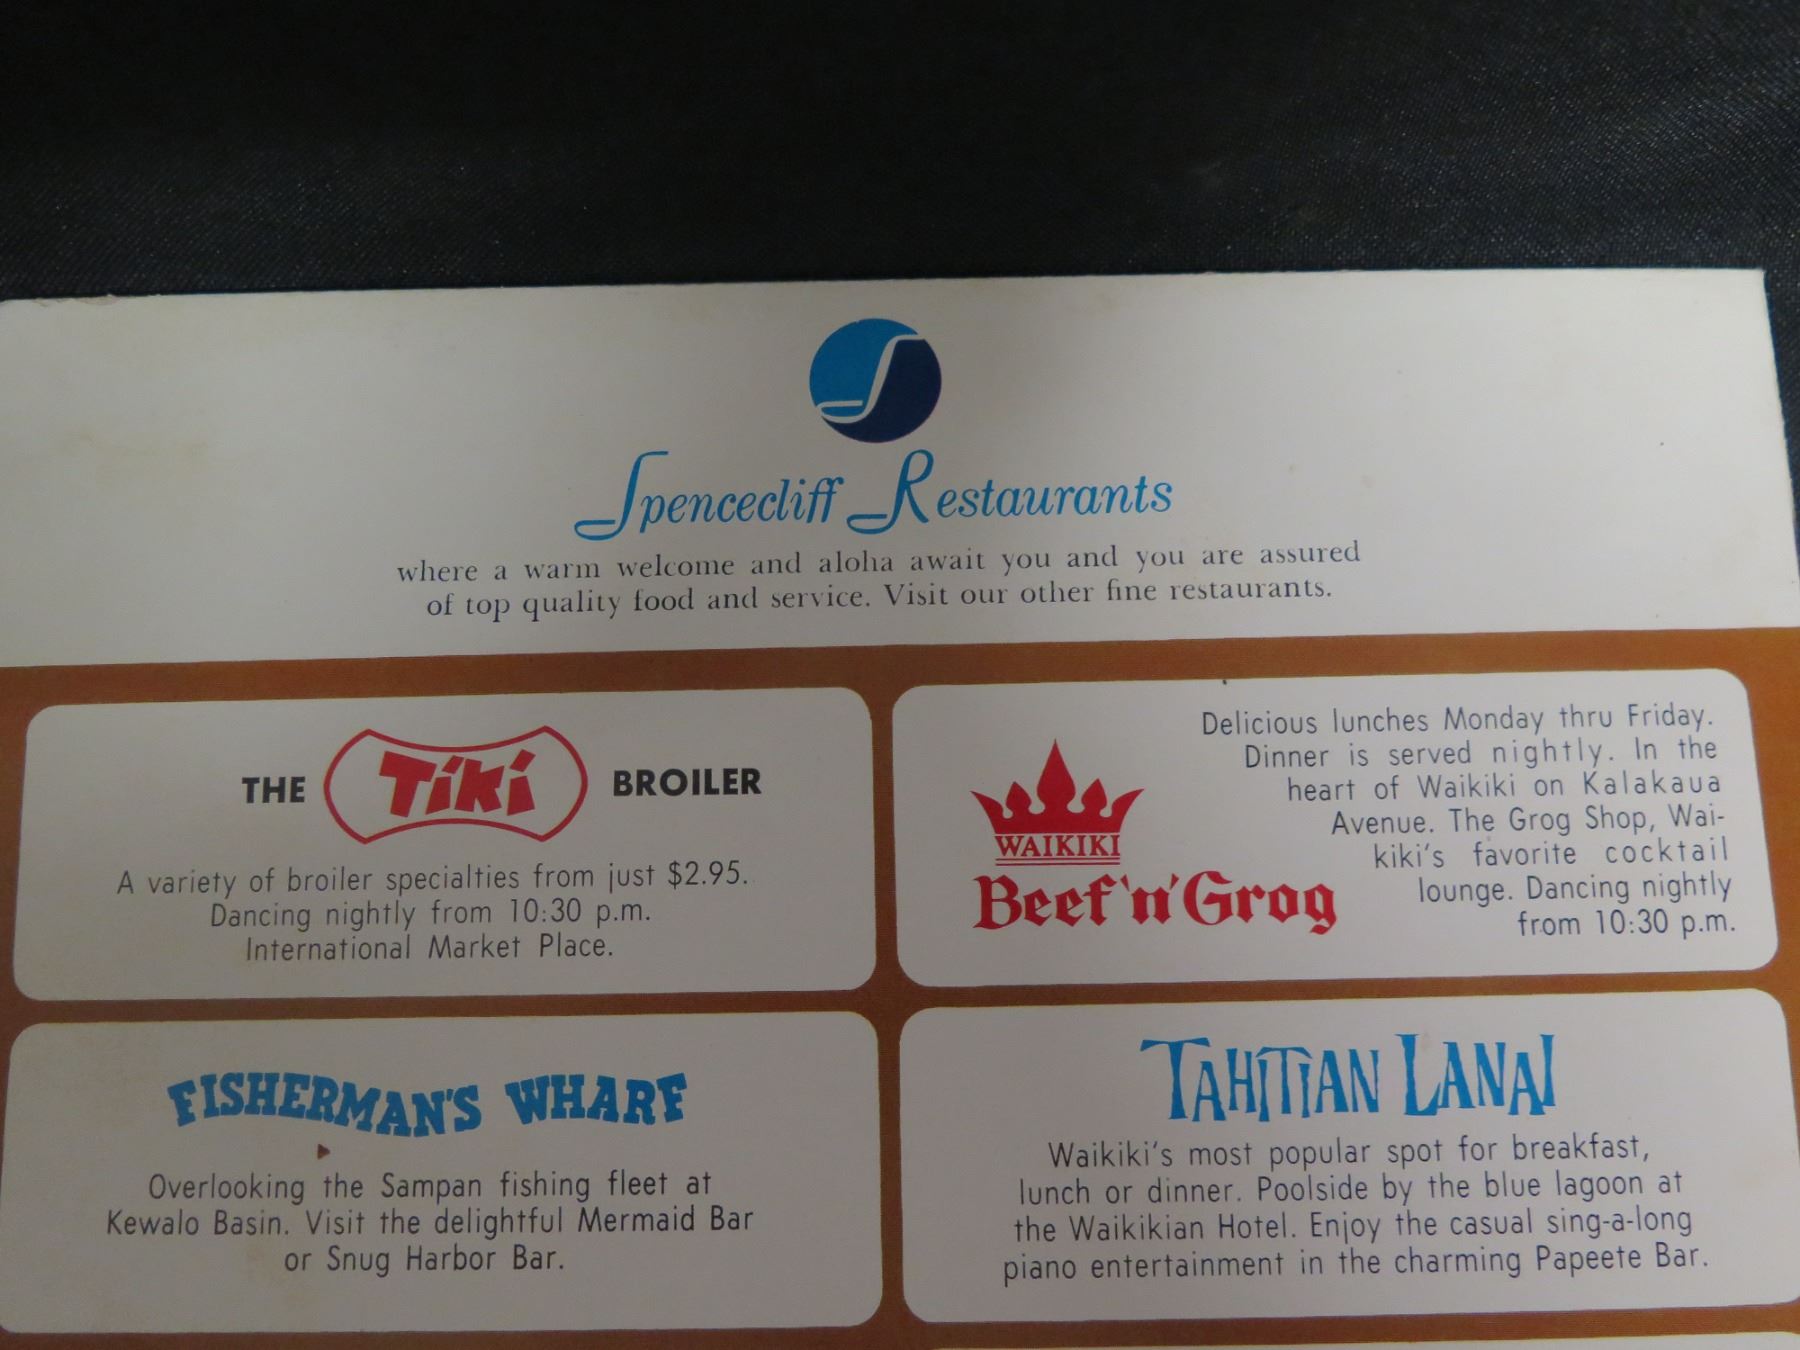 Spencecliff Restaurants
where a warm welcome and aloha await you and you are assured
of top quality food and service. Visit our other fine restaurants.
THE TiKi BROILER
A variety of broiler specialties from just $2.95.
Dancing nightly from 10:30 p.m.
International Market Place.
WAIKIKI
Beef 'n' Grog
Delicious lunches Monday thru Friday.
Dinner is served nightly. In the
heart of Waikiki on Kalakaua
Avenue. The Grog Shop, Wai-
kiki's favorite cocktail
lounge. Dancing nightly
from 10:30 p.m.
FISHERMAN'S WHARF
Overlooking the Sampan fishing fleet at
Kewalo Basin. Visit the delightful Mermaid Bar
or Snug Harbor Bar.
TAHITIAN LANAI
Waikiki's most popular spot for breakfast,
lunch or dinner. Poolside by the blue lagoon at
the Waikikian Hotel. Enjoy the casual sing-a-long
piano entertainment in the charming Papeete Bar.